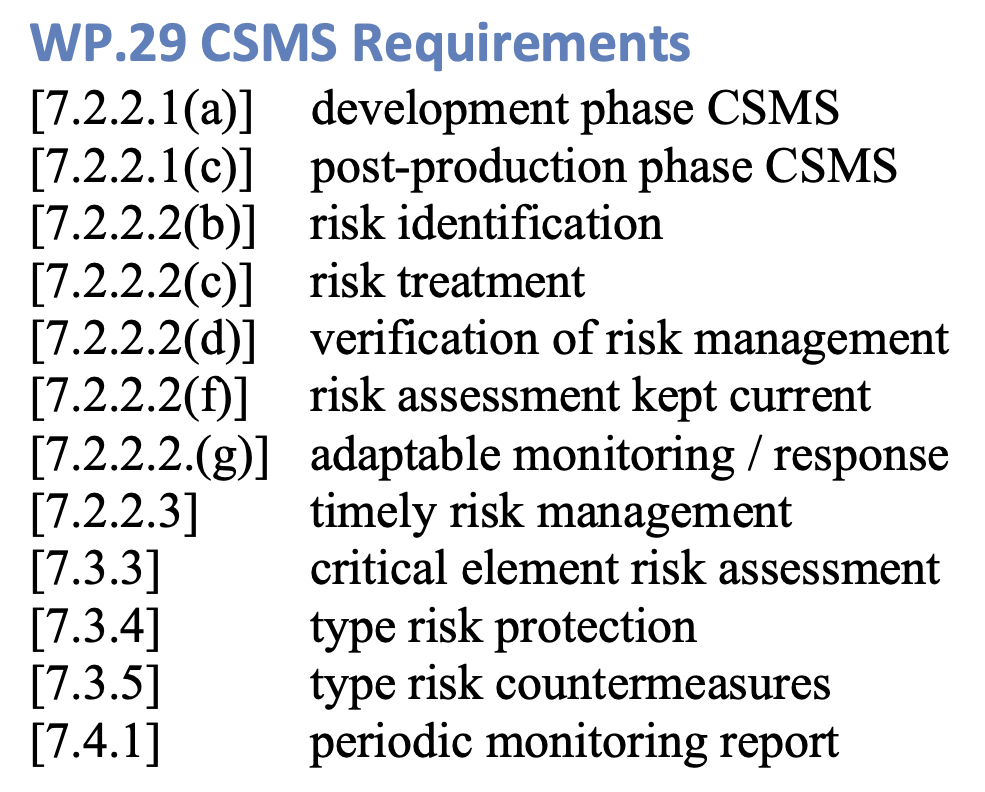 WP.29 CSMS Requirements
[7.2.2.1(a)] development phase CSMS
[7.2.2.1(c)] post-production phase CSMS
[7.2.2.2(b)] risk identification
[7.2.2.2(c)] risk treatment
[7.2.2.2(d)] verification of risk management
[7.2.2.2(f)] risk assessment kept current
[7.2.2.2.(g)] adaptable monitoring / response
[7.2.2.3] timely risk management
[7.3.3] critical element risk assessment
[7.3.4] type risk protection
[7.3.5] type risk countermeasures
[7.4.1] periodic monitoring report